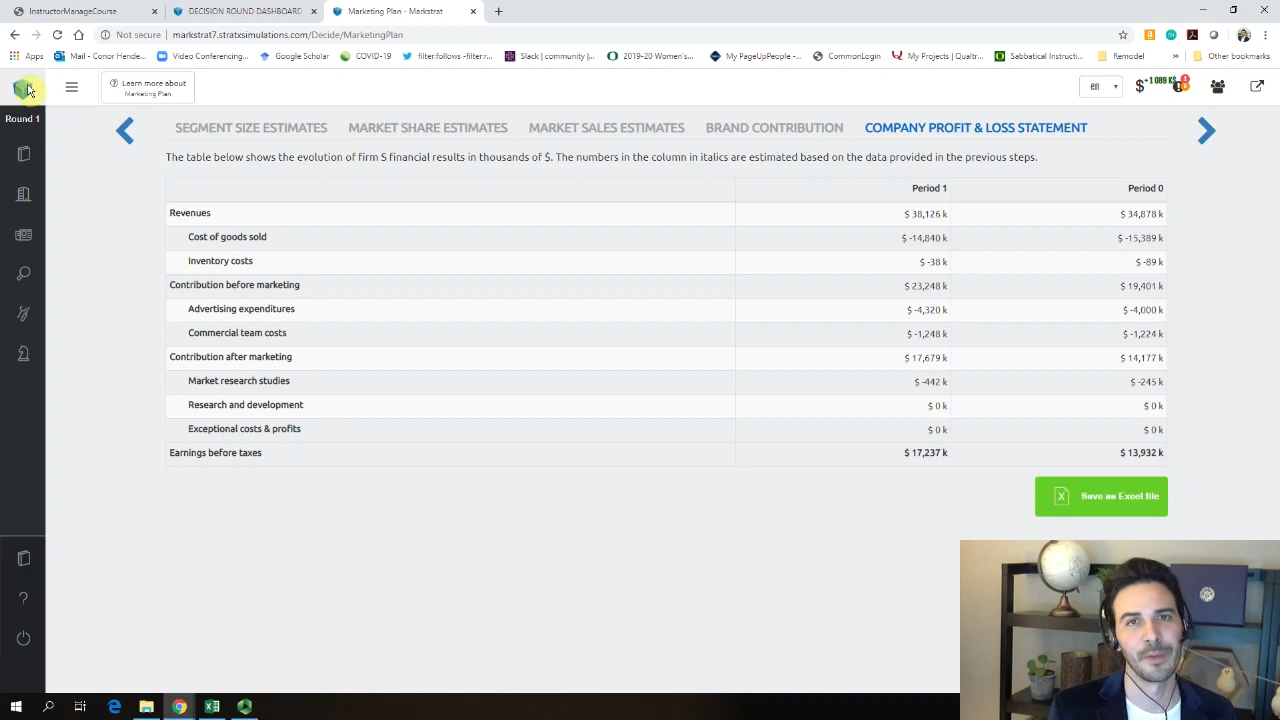 InstructorManageCourse
DECISION ROUND DASHBOARD
Marketing Plan - Markstrat
Not secure
markstrat7.stratxsimulations.com/Decide/MarketingPlan
Apps
Mail - Conor Hende...
Video Conferencing...
Google Scholar
COVID-19
filter:follows -filter:r...
Slack | community |...
2019-20 Women's...
My PageUpPeople -...
CommonLogin
My Projects | Qualtr...
Sabbatical Instructi...
Remodel
»
Other bookmarks
Learn more about
Marketing Plan
en
$ +1 089 K$
Round 1
SEGMENT SIZE ESTIMATES
MARKET SHARE ESTIMATES
MARKET SALES ESTIMATES
BRAND CONTRIBUTION
COMPANY PROFIT & LOSS STATEMENT
The table below shows the evolution of firm S financial results in thousands of $. The numbers in the column in italics are estimated based on the data provided in the previous steps.
Period 1 Period 0
Revenues $ 38,126 k $ 34,878 k
Cost of goods sold $ -14,840 k $ -15,389 k
Inventory costs $ -38 k $ -89 k
Contribution before marketing $ 23,248 k $ 19,401 k
Advertising expenditures $ -4,320 k $ -4,000 k
Commercial team costs $ -1,248 k $ -1,224 k
Contribution after marketing $ 17,679 k $ 14,177 k
Market research studies $ -442 k $ -245 k
Research and development $ 0 k $ 0 k
Exceptional costs & profits $ 0 k $ 0 k
Earnings before taxes $ 17,237 k $ 13,932 k
Save as Excel file